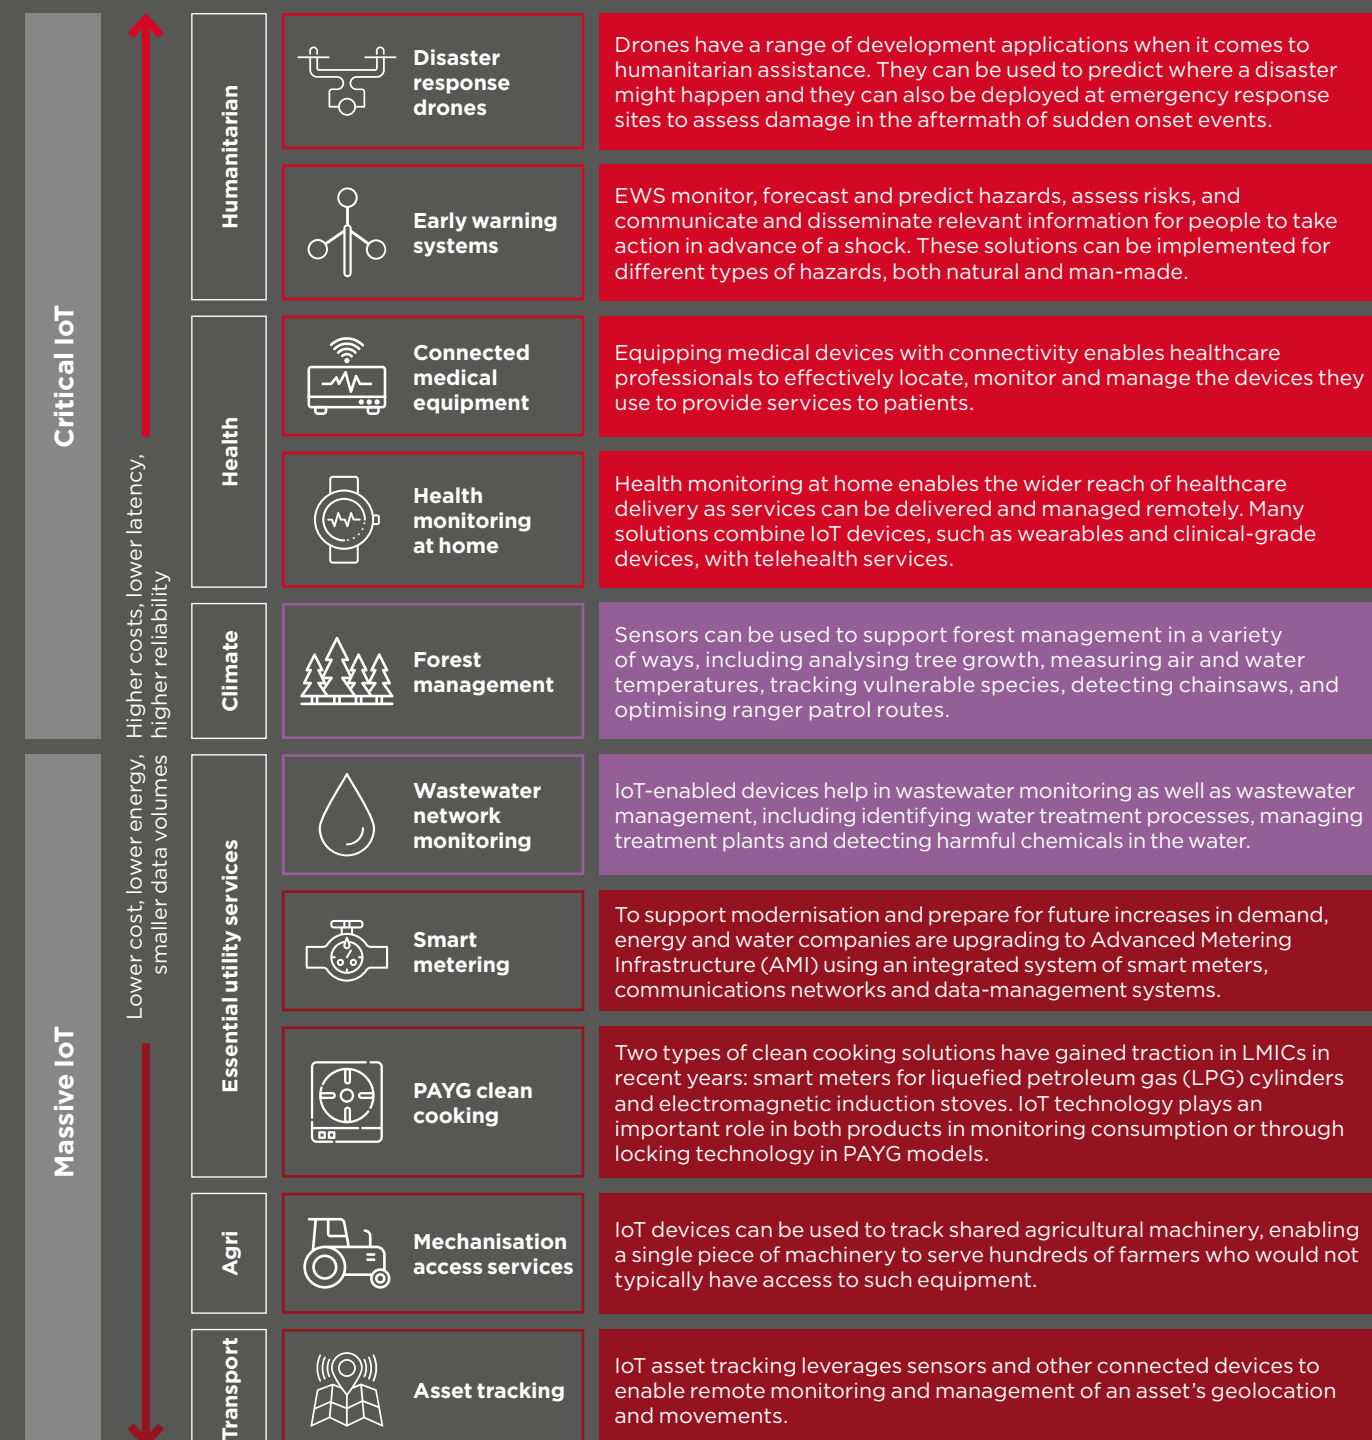 Critical IoT
Higher costs, lower latency,
higher reliability
Humanitarian
Disaster
response
drones
Drones have a range of development applications when it comes to
humanitarian assistance. They can be used to predict where a disaster
might happen and they can also be deployed at emergency response
sites to assess damage in the aftermath of sudden onset events.
Early warning
systems
EWS monitor, forecast and predict hazards, assess risks, and
communicate and disseminate relevant information for people to take
action in advance of a shock. These solutions can be implemented for
different types of hazards, both natural and man-made.
Health
Connected
medical
equipment
Equipping medical devices with connectivity enables healthcare
professionals to effectively locate, monitor and manage the devices they
use to provide services to patients.
Health
monitoring
at home
Health monitoring at home enables the wider reach of healthcare
delivery as services can be delivered and managed remotely. Many
solutions combine IoT devices, such as wearables and clinical-grade
devices, with telehealth services.
Climate
Forest
management
Sensors can be used to support forest management in a variety
of ways, including analysing tree growth, measuring air and water
temperatures, tracking vulnerable species, detecting chainsaws, and
optimising ranger patrol routes.
Massive IoT
Lower cost, lower energy,
smaller data volumes
Essential utility services
Wastewater
network
monitoring
IoT-enabled devices help in wastewater monitoring as well as wastewater
management, including identifying water treatment processes, managing
treatment plants and detecting harmful chemicals in the water.
Smart
metering
To support modernisation and prepare for future increases in demand,
energy and water companies are upgrading to Advanced Metering
Infrastructure (AMI) using an integrated system of smart meters,
communications networks and data-management systems.
PAYG clean
cooking
Two types of clean cooking solutions have gained traction in LMICs in
recent years: smart meters for liquefied petroleum gas (LPG) cylinders
and electromagnetic induction stoves. IoT technology plays an
important role in both products in monitoring consumption or through
locking technology in PAYG models.
Agri
Mechanisation
access services
IoT devices can be used to track shared agricultural machinery, enabling
a single piece of machinery to serve hundreds of farmers who would not
typically have access to such equipment.
Transport
Asset tracking
IoT asset tracking leverages sensors and other connected devices to
enable remote monitoring and management of an asset's geolocation
and movements.